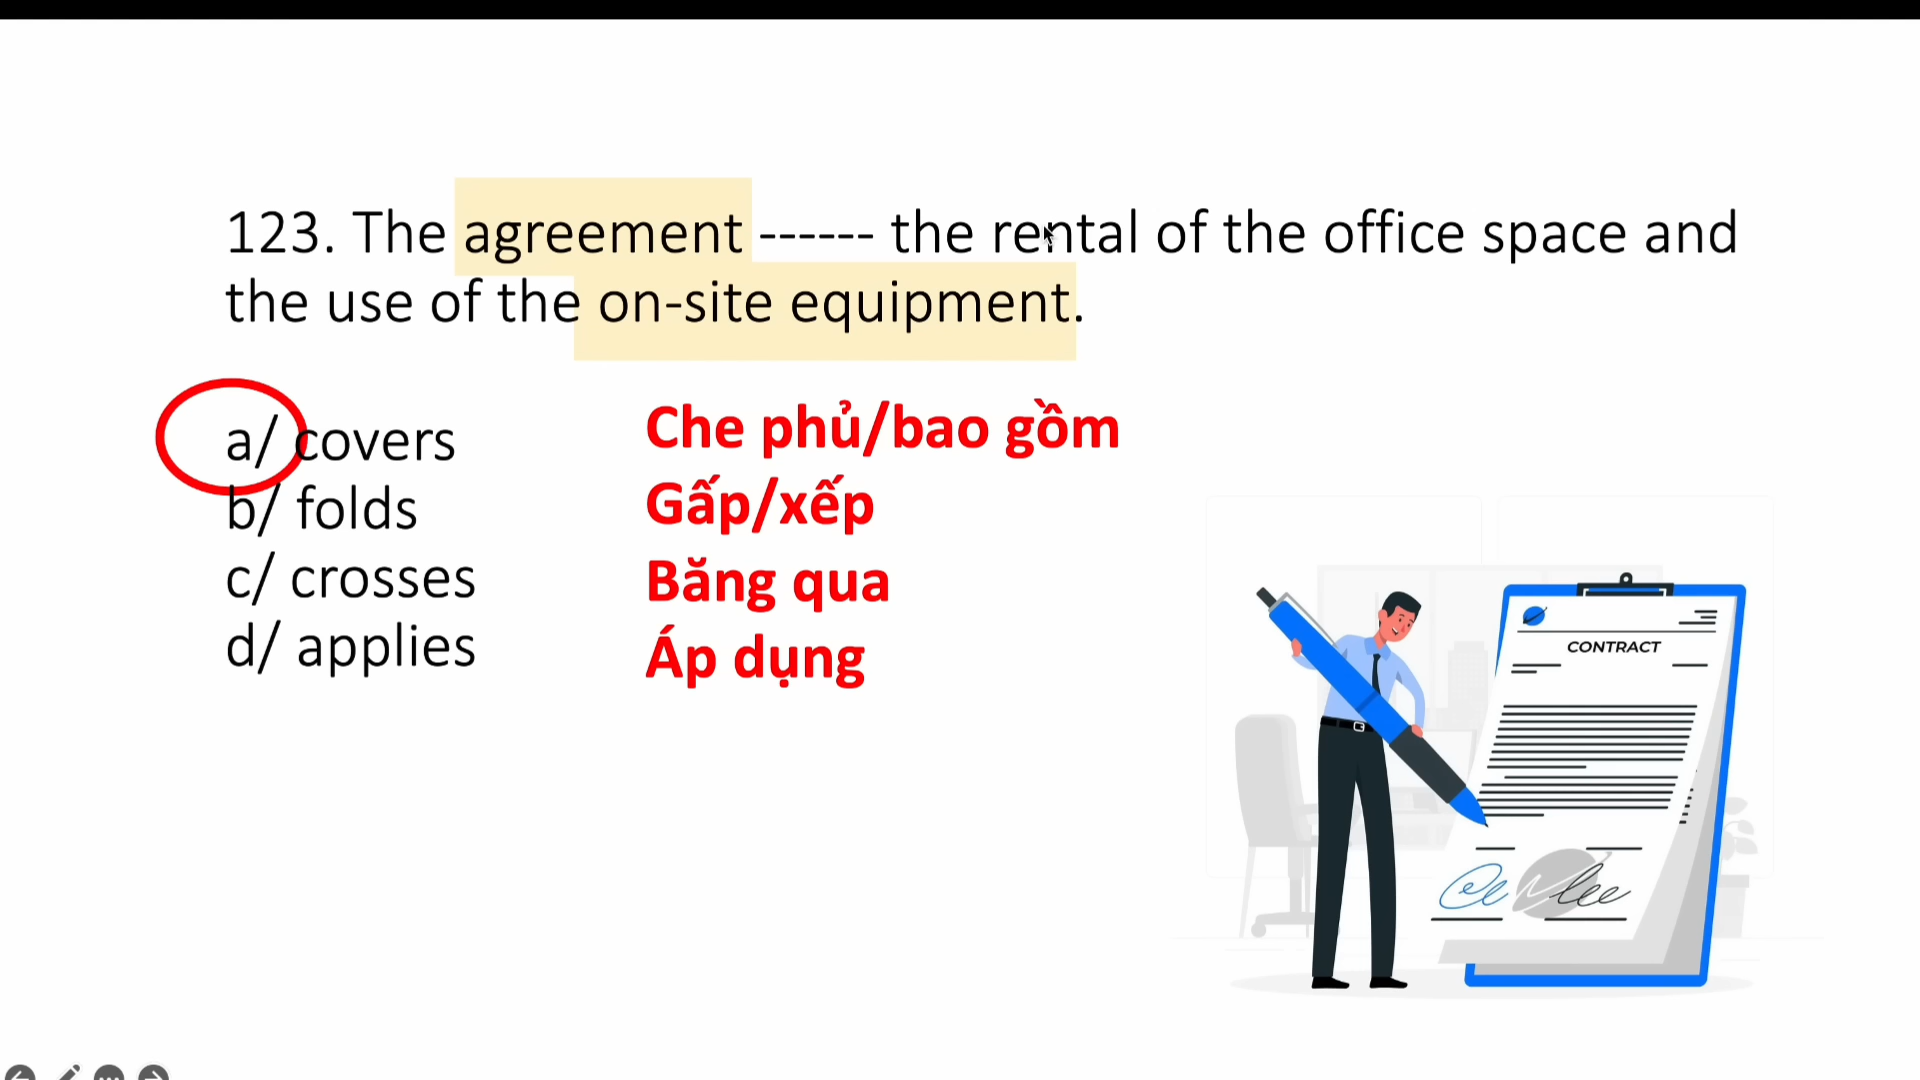 123. The agreement ------ the rental of the office space and
the use of the on-site equipment.
a/ covers
b/ folds
c/ crosses
d/ applies
Che phủ/bao gồm
Gấp/xếp
Băng qua
Áp dụng
CONTRACT